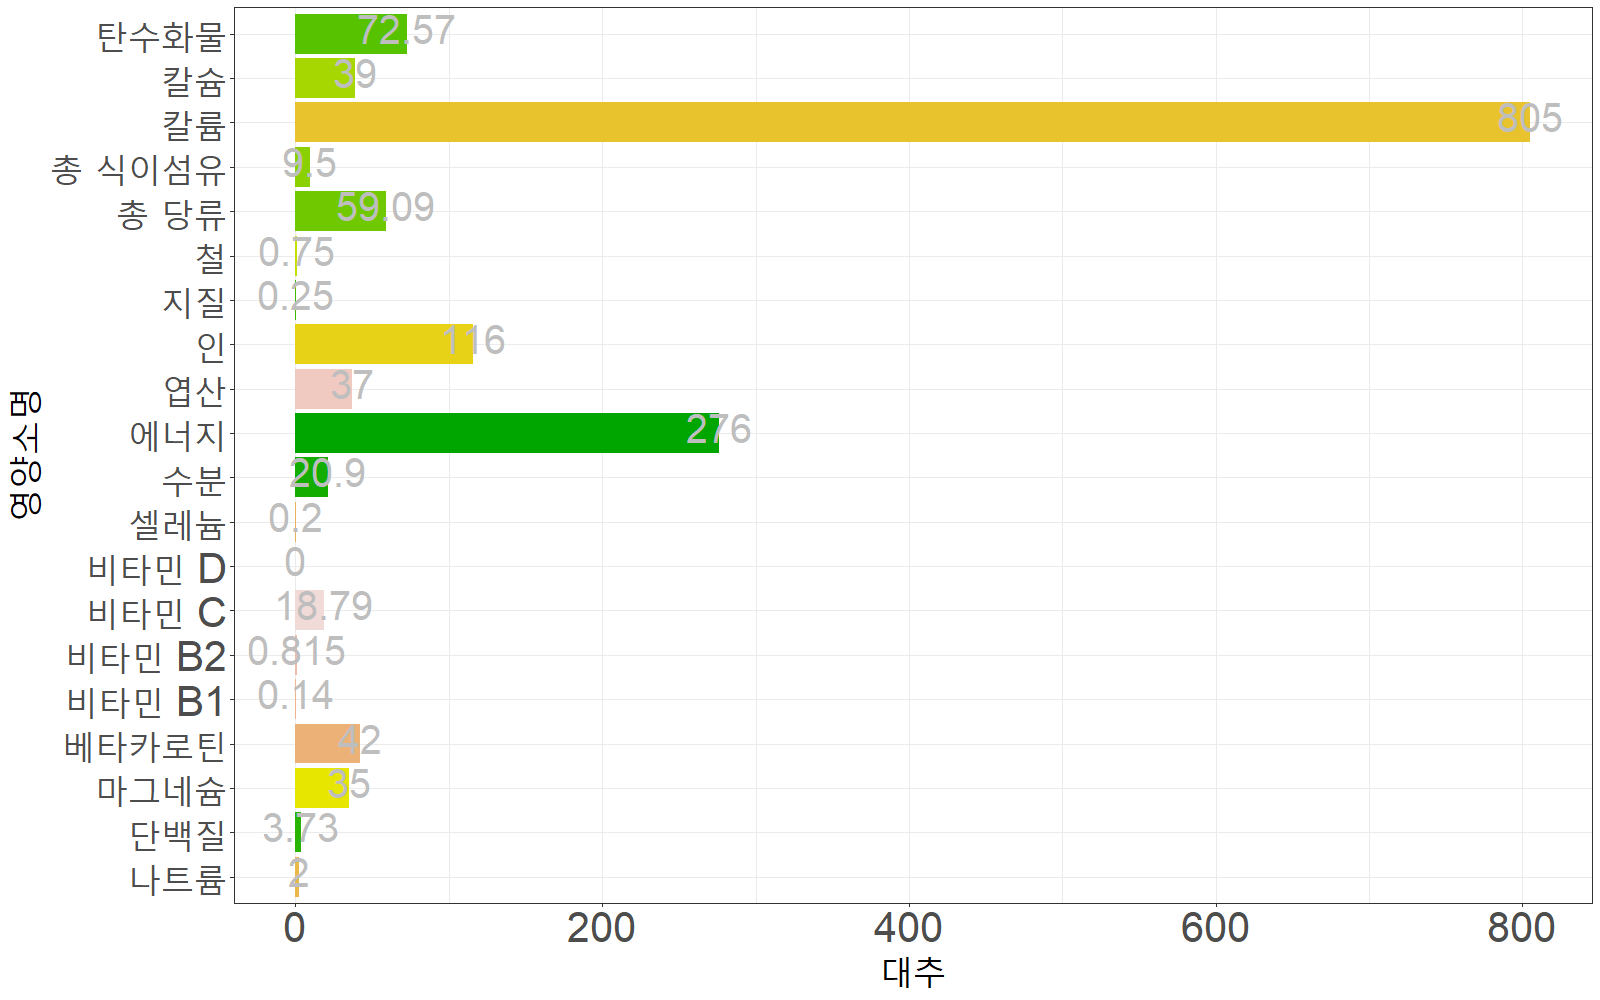 영양소명
탄수화물 72.57
칼슘 39
칼륨 805
총 식이섬유 9.5
총 당류 59.09
철 0.75
지질 0.25
인 116
엽산 37
에너지 276
수분 20.9
셀레늄 0.2
비타민 D 0
비타민 C 18.79
비타민 B2 0.815
비타민 B1 0.14
베타카로틴 42
마그네슘 35
단백질 3.73
나트륨 2
0 200 400 600 800
대추